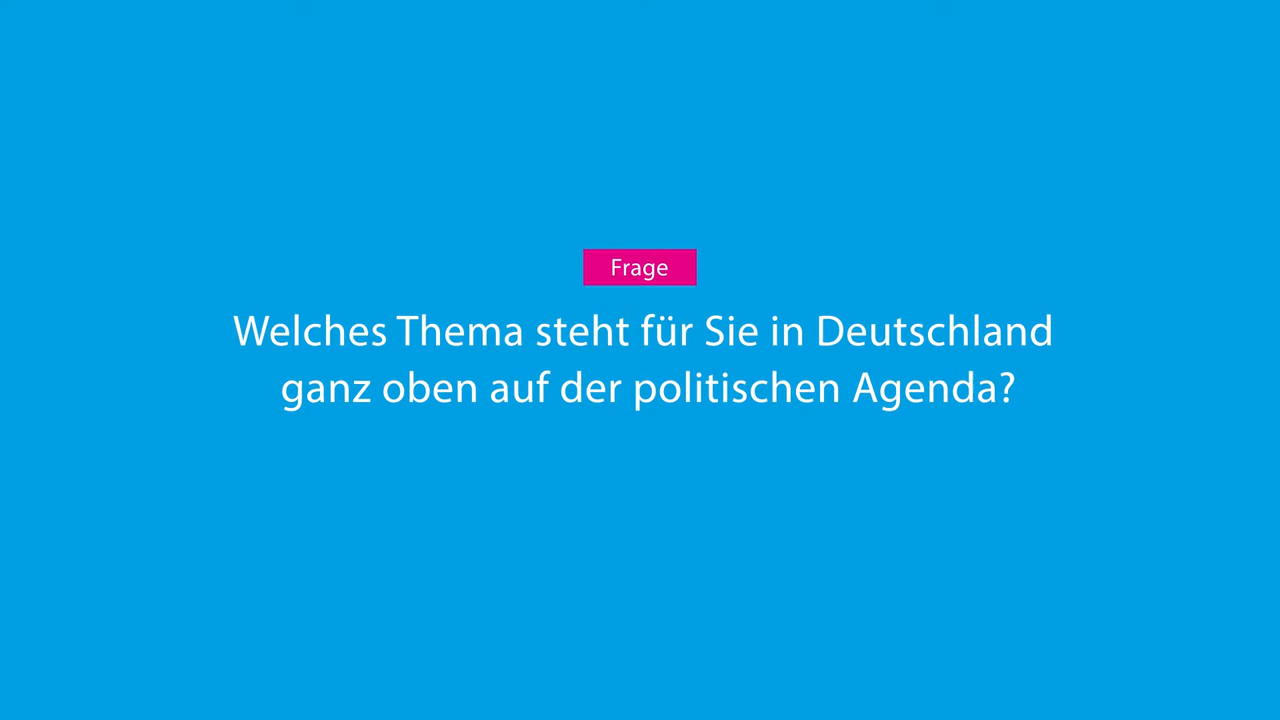 Frage
Welches Thema steht für Sie in Deutschland
ganz oben auf der politischen Agenda?